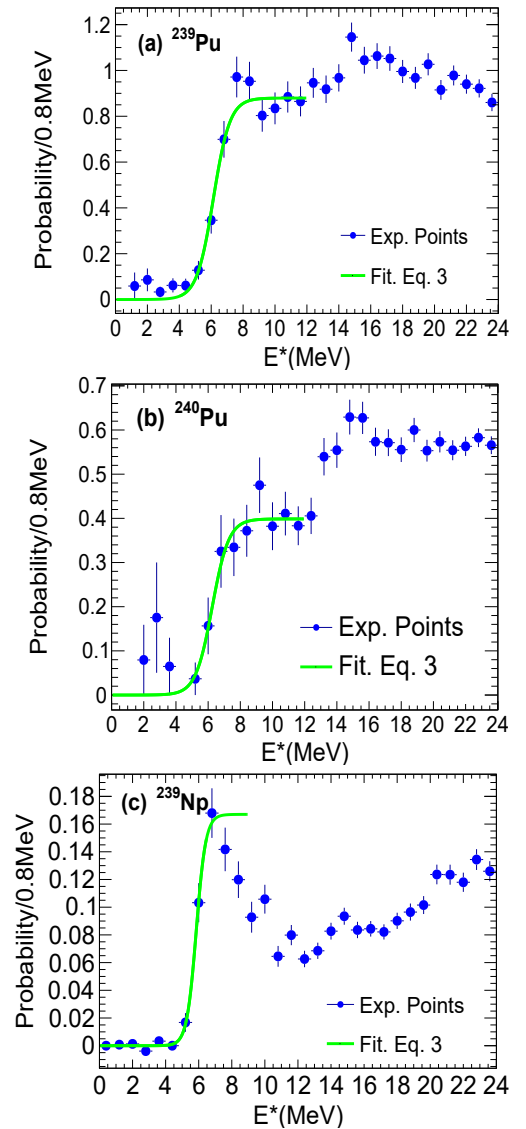 (a) ²³⁹Pu
Probability/0.8MeV
1.2
1
0.8
0.6
0.4
0.2
0
Exp. Points
Fit. Eq. 3
0 2 4 6 8 10 12 14 16 18 20 22 24
E*(MeV)
(b) ²⁴⁰Pu
Probability/0.8MeV
0.7
0.6
0.5
0.4
0.3
0.2
0.1
0
Exp. Points
Fit. Eq. 3
0 2 4 6 8 10 12 14 16 18 20 22 24
E*(MeV)
(c) ²³⁹Np
Probability/0.8MeV
0.18
0.16
0.14
0.12
0.1
0.08
0.06
0.04
0.02
0
Exp. Points
Fit. Eq. 3
0 2 4 6 8 10 12 14 16 18 20 22 24
E*(MeV)